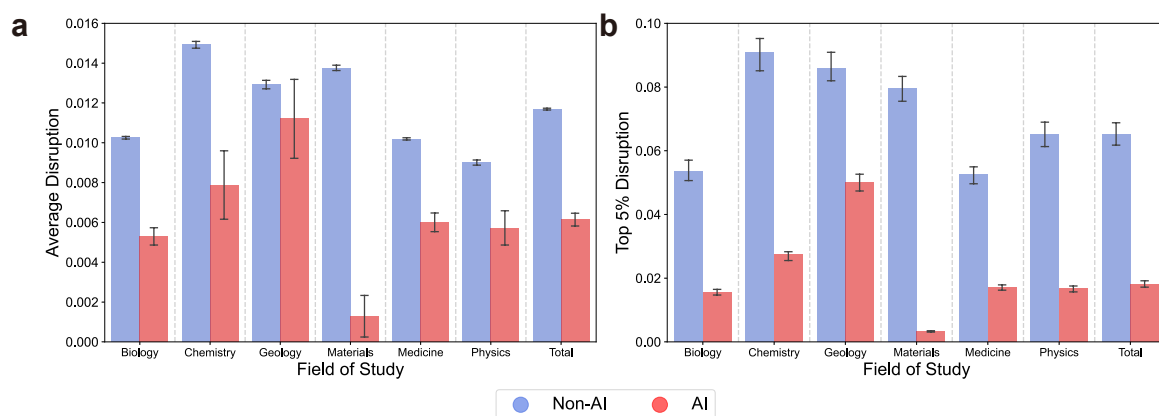 a
0.016
0.014
0.012
0.010
0.008
0.006
0.004
0.002
0.000
Average Disruption
Biology Chemistry Geology Materials Medicine Physics Total
Field of Study
b
0.10
0.08
0.06
0.04
0.02
0.00
Top 5% Disruption
Biology Chemistry Geology Materials Medicine Physics Total
Field of Study
Non-AI AI